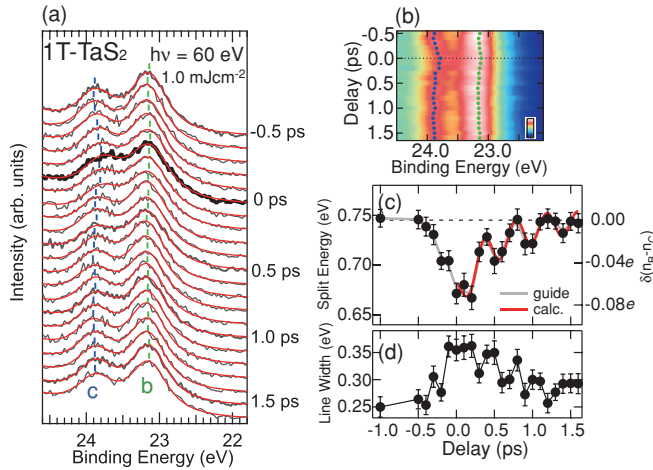 (a)
1T-TaS2
hν = 60 eV
1.0 mJcm-2
-0.5 ps
0 ps
0.5 ps
1.0 ps
1.5 ps
c
b
Intensity (arb. units)
24 23 22
Binding Energy (eV)
(b)
-0.5
0.0
0.5
1.0
1.5
Delay (ps)
24.0 23.0
Binding Energy (eV)
(c)
0.75
0.70
0.65
Split Energy (eV)
0.00
-0.04e
-0.08e
δ(nb-nc)
guide
calc.
(d)
0.35
0.30
0.25
Line Width (eV)
-1.0 -0.5 0.0 0.5 1.0 1.5
Delay (ps)